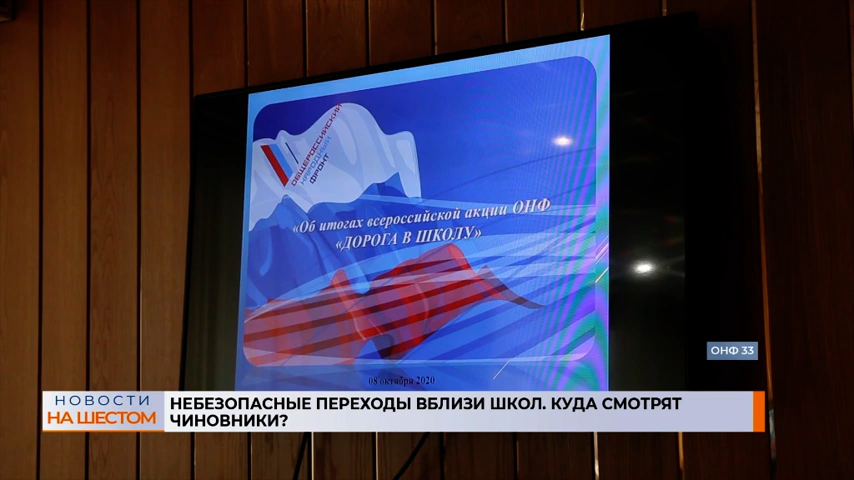 ОБЩЕРОССИЙСКИЙ
НАРОДНЫЙ
ФРОНТ
«Об итогах всероссийской акции ОНФ
«ДОРОГА В ШКОЛУ»
08 октября 2020
ОНФ 33
НОВОСТИ
НА ШЕСТОМ
НЕБЕЗОПАСНЫЕ ПЕРЕХОДЫ ВБЛИЗИ ШКОЛ. КУДА СМОТРЯТ
ЧИНОВНИКИ?